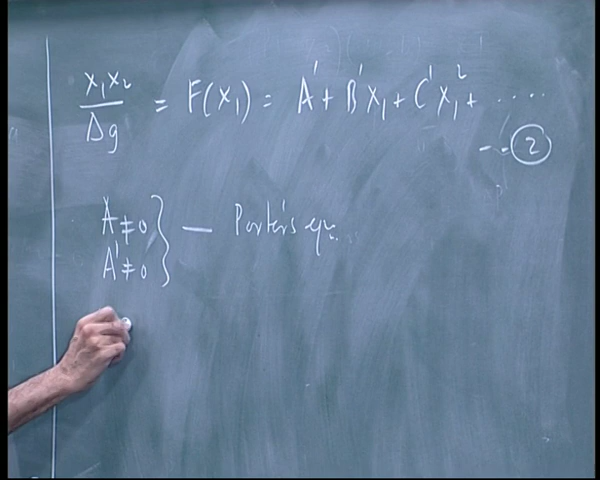 x₁x₂/Δg = F(x₁) = A' + B'x₁ + C'x₁² + ....
--②
A ≠ 0
A' ≠ 0 } — Porter's eqn.